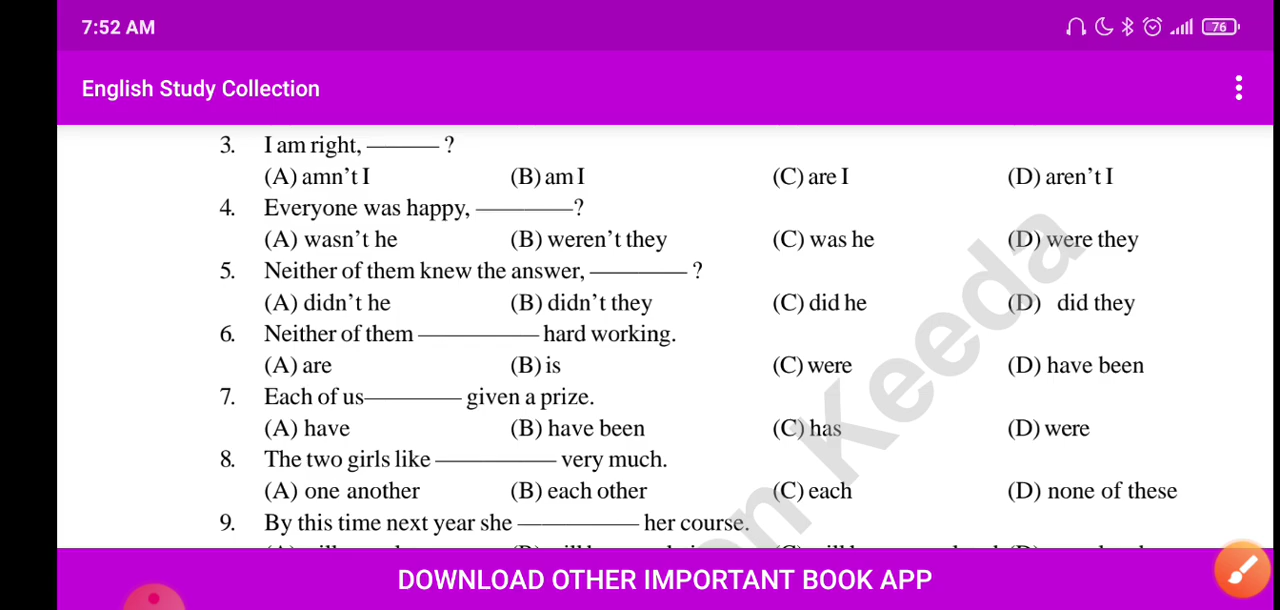 7:52 AM
76
English Study Collection
3. I am right, ———— ?
(A) amn’t I (B) am I (C) are I (D) aren’t I
4. Everyone was happy, ————?
(A) wasn’t he (B) weren’t they (C) was he (D) were they
5. Neither of them knew the answer, ———— ?
(A) didn’t he (B) didn’t they (C) did he (D) did they
6. Neither of them ———— hard working.
(A) are (B) is (C) were (D) have been
7. Each of us———— given a prize.
(A) have (B) have been (C) has (D) were
8. The two girls like ———— very much.
(A) one another (B) each other (C) each (D) none of these
9. By this time next year she ———— her course.
on Keeda
DOWNLOAD OTHER IMPORTANT BOOK APP